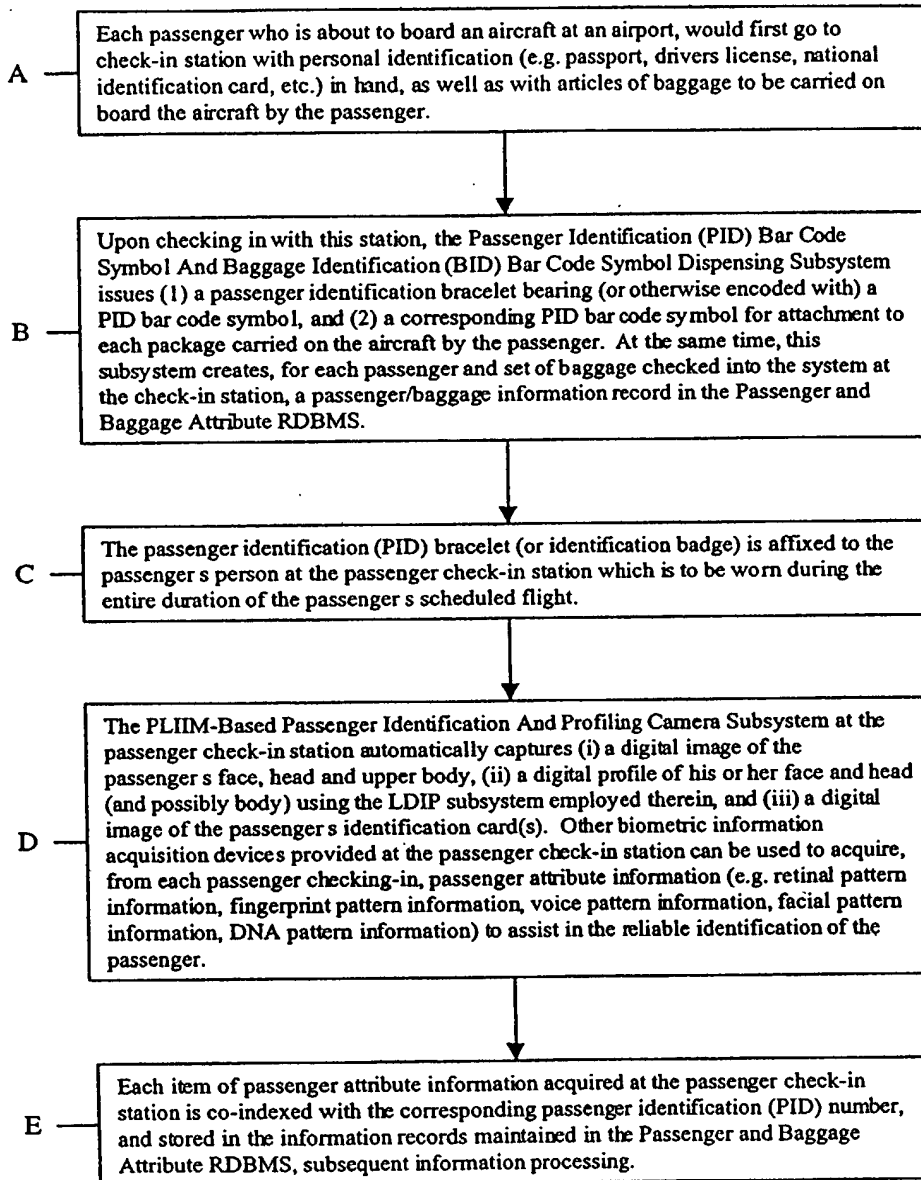 Each passenger who is about to board an aircraft at an airport, would first go to
check-in station with personal identification (e.g. passport, drivers license, national
A
identification card, etc.) in hand, as well as with articles of baggage to be carried on
board the aircraft by the passenger.
Upon checking in with this station, the Passenger Identification (PID) Bar Code
Symbol And Baggage Identification (BID) Bar Code Symbol Dispensing Subsystem
issues (1) a passenger identification bracelet bearing (or otherwise encoded with) a
PID bar code symbol, and (2) a corresponding PID bar code symbol for attachment to
B
each package carried on the aircraft by the passenger. At the same time, this
subsystem creates, for each passenger and set of baggage checked into the system at
the check-in station, a passenger/baggage information record in the Passenger and
Baggage Attribute RDBMS.
The passenger identification (PID) bracelet (or identification badge) is affixed to the
C
passenger s person at the passenger check-in station which is to be worn during the
entire duration of the passenger s scheduled flight.
The PLIIM-Based Passenger Identification And Profiling Camera Subsystem at the
passenger check-in station automatically captures (i) a digital image of the
passenger s face, head and upper body, (ii) a digital profile of his or her face and head
(and possibly body) using the LDIP subsystem employed therein, and (iii) a digital
image of the passenger s identification card(s). Other biometric information
D
acquisition devices provided at the passenger check-in station can be used to acquire,
from each passenger checking-in, passenger attribute information (e.g. retinal pattern
information, fingerprint pattern information, voice pattern information, facial pattern
information, DNA pattern information) to assist in the reliable identification of the
passenger.
Each item of passenger attribute information acquired at the passenger check-in
station is co-indexed with the corresponding passenger identification (PID) number,
E
and stored in the information records maintained in the Passenger and Baggage
Attribute RDBMS, subsequent information processing.